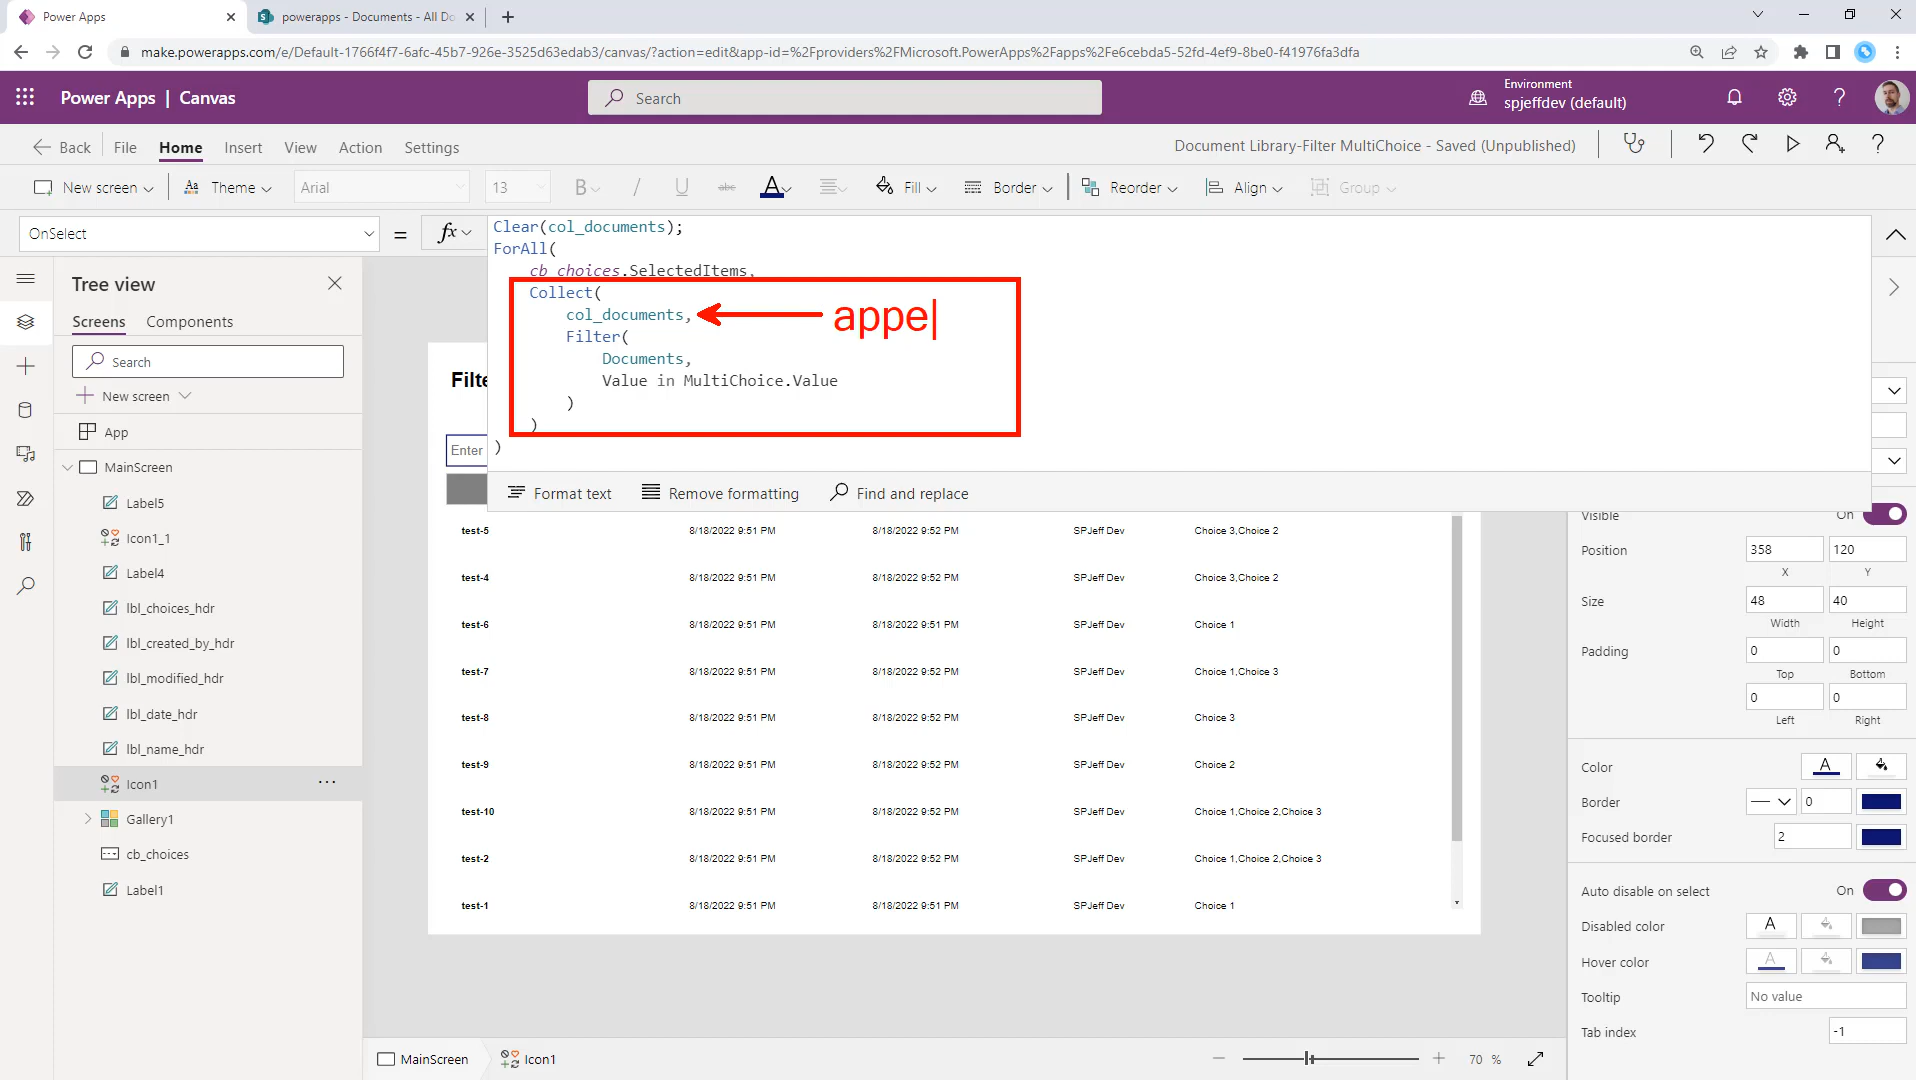 Power Apps
powerapps - Documents - All Do
make.powerapps.com/e/Default-1766f4f7-6afc-45b7-926e-3525d63edab3/canvas/?action=edit&app-id=%2Fproviders%2FMicrosoft.PowerApps%2Fapps%2Fe6cebda5-52fd-4ef9-8be0-f41976fa3dfa
Power Apps | Canvas
Search
Environment
spjeffdev (default)
Back File Home Insert View Action Settings
Document Library-Filter MultiChoice - Saved (Unpublished)
New screen Theme Arial 13 B I U abc A Fill Border Reorder Align Group
OnSelect = fx
Clear(col_documents);
ForAll(
cb_choices.SelectedItems,
Collect(
col_documents,
appe
Filter(
Documents,
Value in MultiChoice.Value
)
)
)
Format text Remove formatting Find and replace
Tree view
Screens Components
Search
New screen
App
MainScreen
Label5
Icon1_1
Label4
lbl_choices_hdr
lbl_created_by_hdr
lbl_modified_hdr
lbl_date_hdr
lbl_name_hdr
Icon1
Gallery1
cb_choices
Label1
Filte
Enter
test-5 8/18/2022 9:51 PM 8/18/2022 9:52 PM SPJeff Dev Choice 3,Choice 2
test-4 8/18/2022 9:51 PM 8/18/2022 9:52 PM SPJeff Dev Choice 3,Choice 2
test-6 8/18/2022 9:51 PM 8/18/2022 9:52 PM SPJeff Dev Choice 1
test-7 8/18/2022 9:51 PM 8/18/2022 9:52 PM SPJeff Dev Choice 1,Choice 3
test-8 8/18/2022 9:51 PM 8/18/2022 9:52 PM SPJeff Dev Choice 3
test-9 8/18/2022 9:51 PM 8/18/2022 9:52 PM SPJeff Dev Choice 2
test-10 8/18/2022 9:51 PM 8/18/2022 9:52 PM SPJeff Dev Choice 1,Choice 2,Choice 3
test-2 8/18/2022 9:51 PM 8/18/2022 9:52 PM SPJeff Dev Choice 1,Choice 2,Choice 3
test-1 8/18/2022 9:51 PM 8/18/2022 9:51 PM SPJeff Dev Choice 1
Visible On
Position 358 120
X Y
Size 48 40
Width Height
Padding 0 0
Top Bottom
0 0
Left Right
Color A
Border 0
Focused border 2
Auto disable on select On
Disabled color A
Hover color A
Tooltip No value
Tab index -1
MainScreen Icon1
70 %